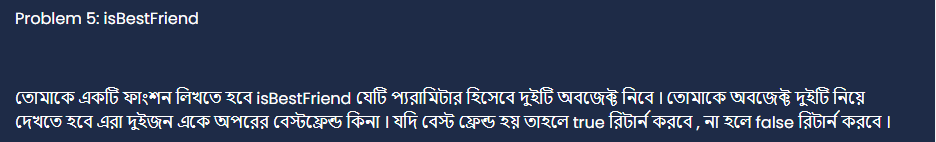 Problem 5: isBestFriend
তোমাকে একটি ফাংশন লিখতে হবে isBestFriend যেটি প্যরামিটার হিসেবে দুইটি অবজেক্ট নিবে । তোমাকে অবজেক্ট দুইটি নিয়ে
দেখতে হবে এরা দুইজন একে অপরের বেস্টফ্রেন্ড কিনা । যদি বেস্ট ফ্রেন্ড হয় তাহলে true রিটার্ন করবে , না হলে false রিটার্ন করবে ।